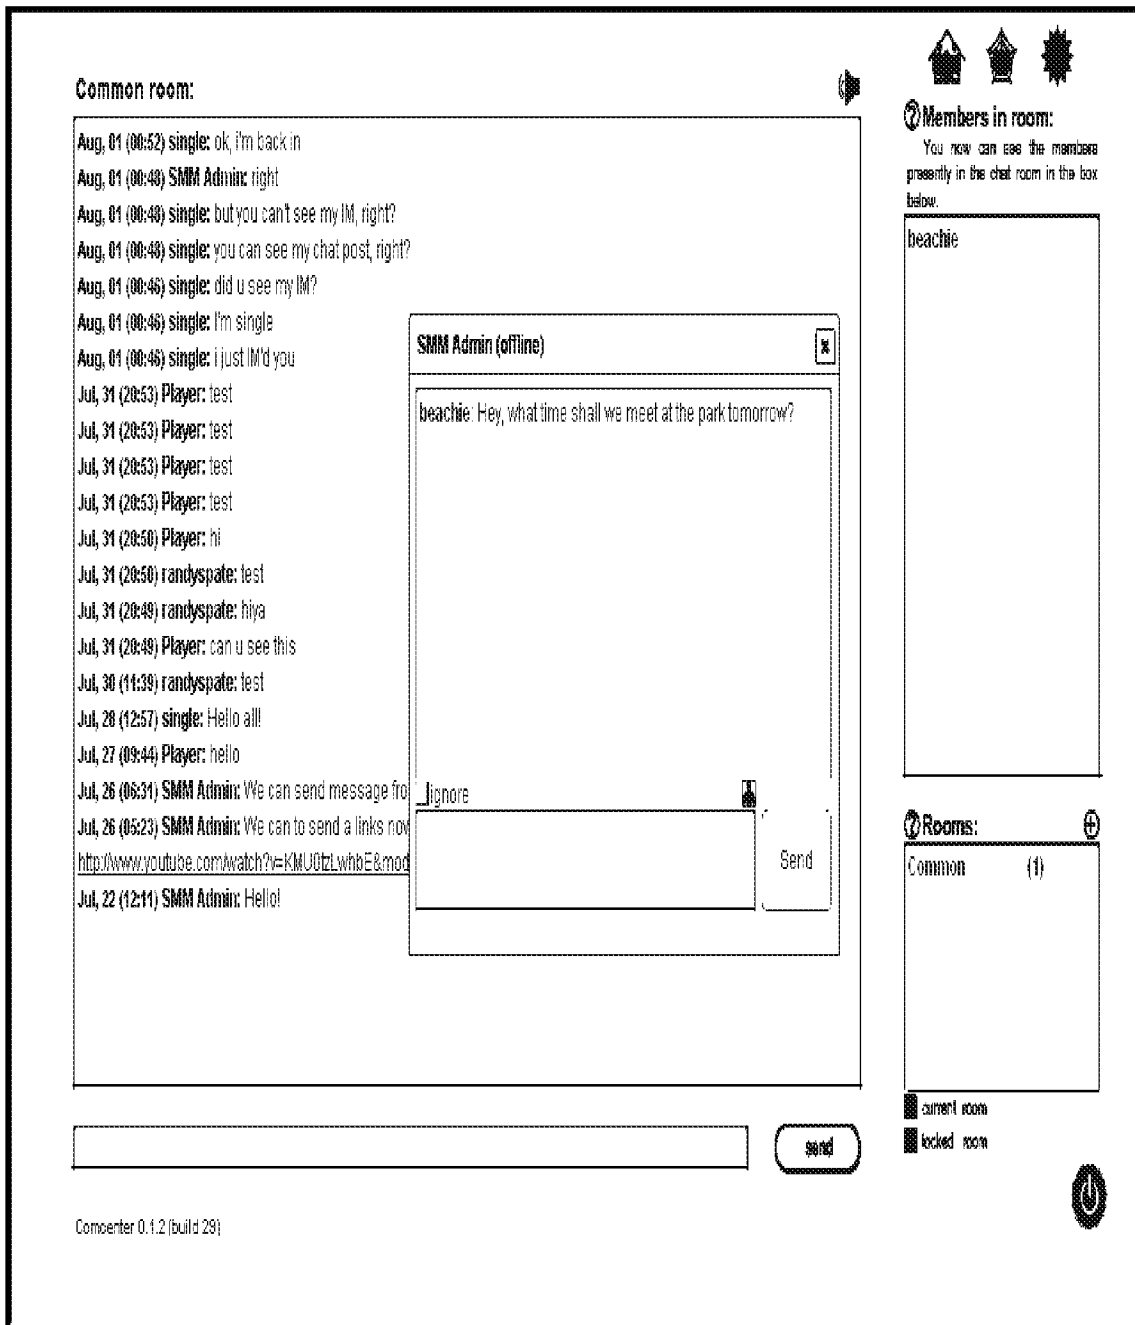 Common room:
Aug, 01 (00:52) single: ok, i'm back in
Aug, 01 (00:48) SMM Admin: right
Aug, 01 (00:48) single: but you can't see my IM, right?
Aug, 01 (00:48) single: you can see my chat post, right?
Aug, 01 (00:46) single: did u see my IM?
Aug, 01 (00:46) single: I'm single
Aug, 01 (00:46) single: i just IM'd you
Jul, 31 (20:53) Player: test
Jul, 31 (20:53) Player: test
Jul, 31 (20:53) Player: test
Jul, 31 (20:53) Player: test
Jul, 31 (20:50) Player: hi
Jul, 31 (20:50) randyspate: test
Jul, 31 (20:49) randyspate: hiya
Jul, 31 (20:49) Player: can u see this
Jul, 30 (11:39) randyspate: test
Jul, 28 (12:57) single: Hello all!
Jul, 27 (09:44) Player: hello
Jul, 26 (06:31) SMM Admin: We can send message fro
Jul, 26 (05:23) SMM Admin: We can to send a links nov
http://www.youtube.com/watch?v=KMU0tzLwhbE&mod
Jul, 22 (12:11) SMM Admin: Hello!
SMM Admin (offline)
x
beachie: Hey, what time shall we meet at the park tomorrow?
ignore
Send
send
Comcenter 0.1.2 (build 29)
? Members in room:
You now can see the members
presently in the chat room in the box
below.
beachie
? Rooms:
Common (1)
current room
locked room